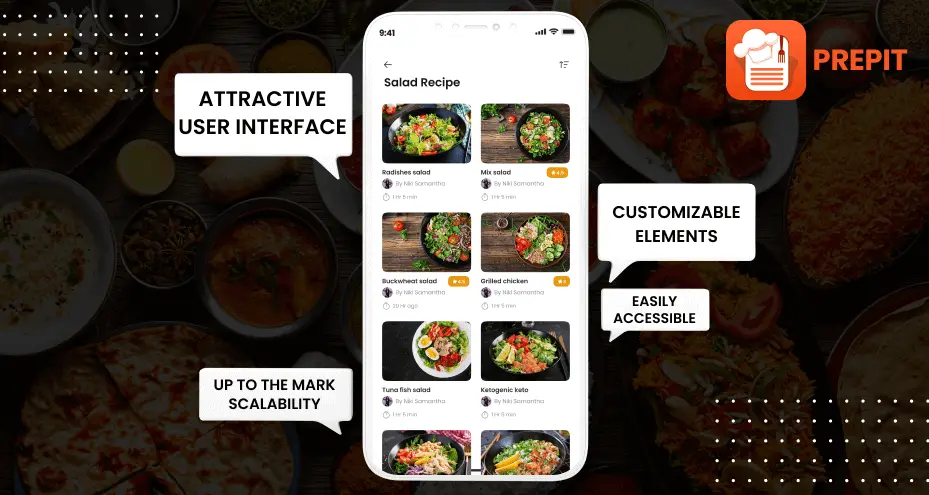 PREPIT
ATTRACTIVE
USER INTERFACE
CUSTOMIZABLE
ELEMENTS
EASILY
ACCESSIBLE
UP TO THE MARK
SCALABILITY
9:41
Salad Recipe
Radishes salad
By Niki Samantha
1 Hr 5 min
Mix salad
4.5
By Niki Samantha
1 Hr 5 min
Buckwheat salad
4.5
By Niki Samantha
20 Hr ago
Grilled chicken
5
By Niki Samantha
1 Hr 5 min
Tuna fish salad
By Niki Samantha
1 Hr 5 min
Ketogenic keto
By Niki Samantha
1 Hr 5 min